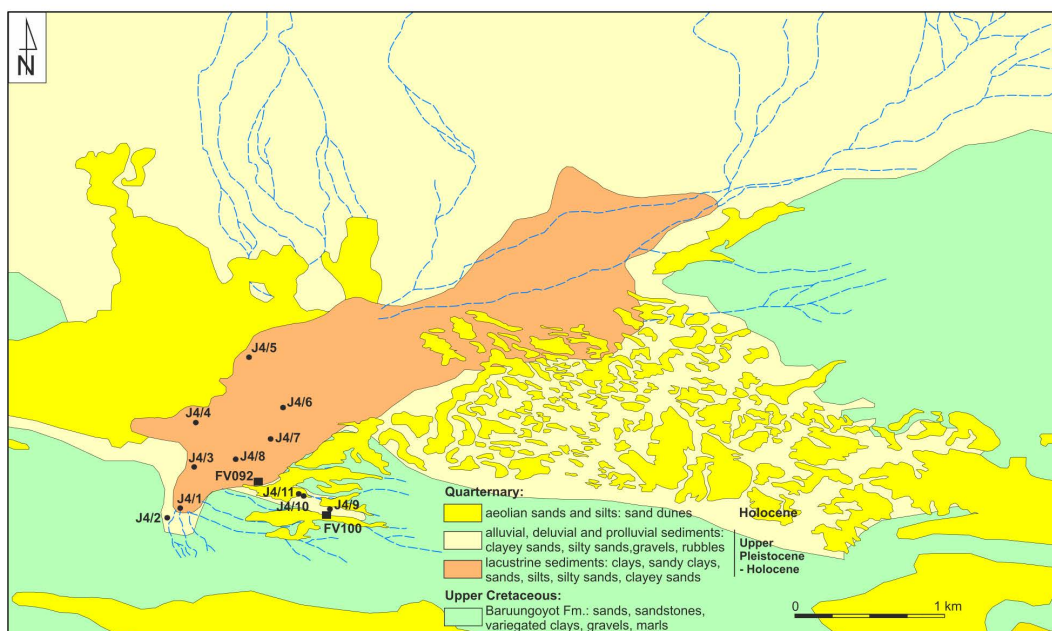 N
J4/5
J4/6
J4/4
J4/7
J4/8
J4/3
FV092
J4/11
J4/10
J4/9
J4/1
J4/2
FV100
Quarternary:
aeolian sands and silts: sand dunes
Holocene
alluvial, deluvial and prolluvial sediments:
clayey sands, silty sands,gravels, rubbles
Upper
Pleistocene
- Holocene
lacustrine sediments: clays, sandy clays,
sands, silts, silty sands, clayey sands
Upper Cretaceous:
Baruungoyot Fm.: sands, sandstones,
variegated clays, gravels, marls
0 1 km